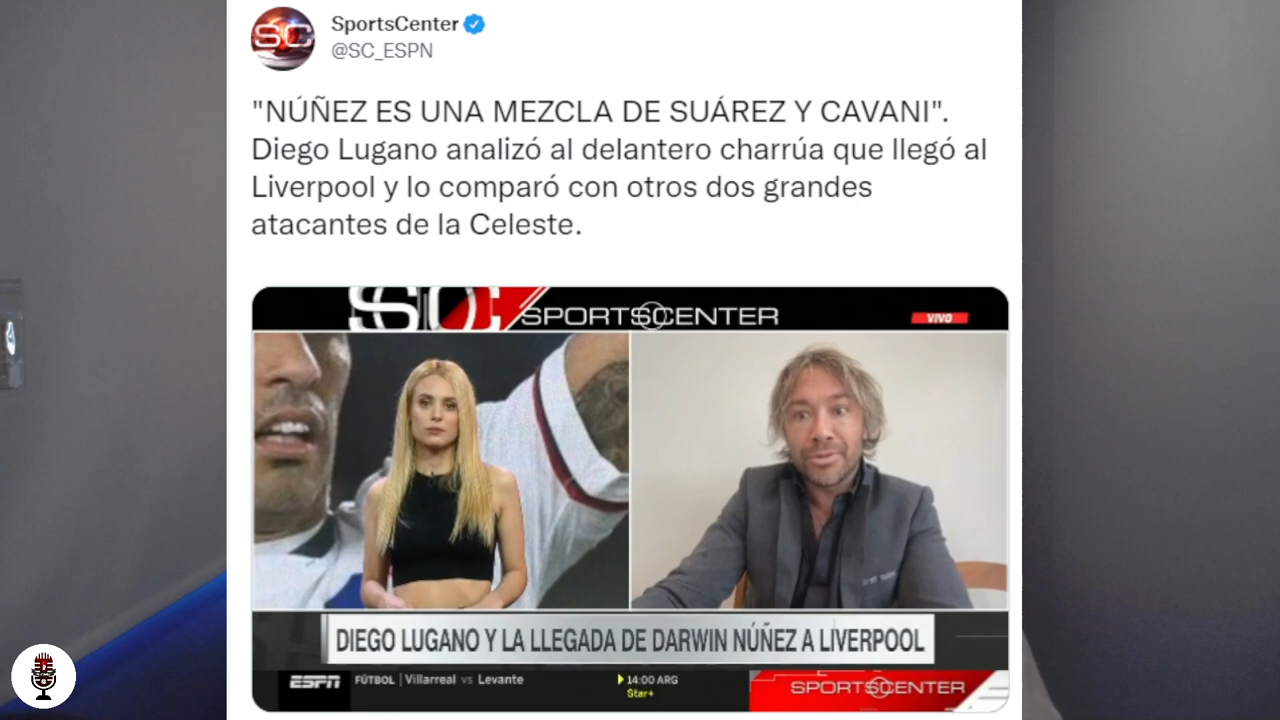 SC
SportsCenter
@SC_ESPN
"NÚÑEZ ES UNA MEZCLA DE SUÁREZ Y CAVANI".
Diego Lugano analizó al delantero charrúa que llegó al
Liverpool y lo comparó con otros dos grandes
atacantes de la Celeste.
SC SPORTSCENTER
VIVO
DIEGO LUGANO Y LA LLEGADA DE DARWIN NÚÑEZ A LIVERPOOL
ESPN FÚTBOL | Villarreal vs Levante 14:00 ARG
Star+
SPORTSCENTER